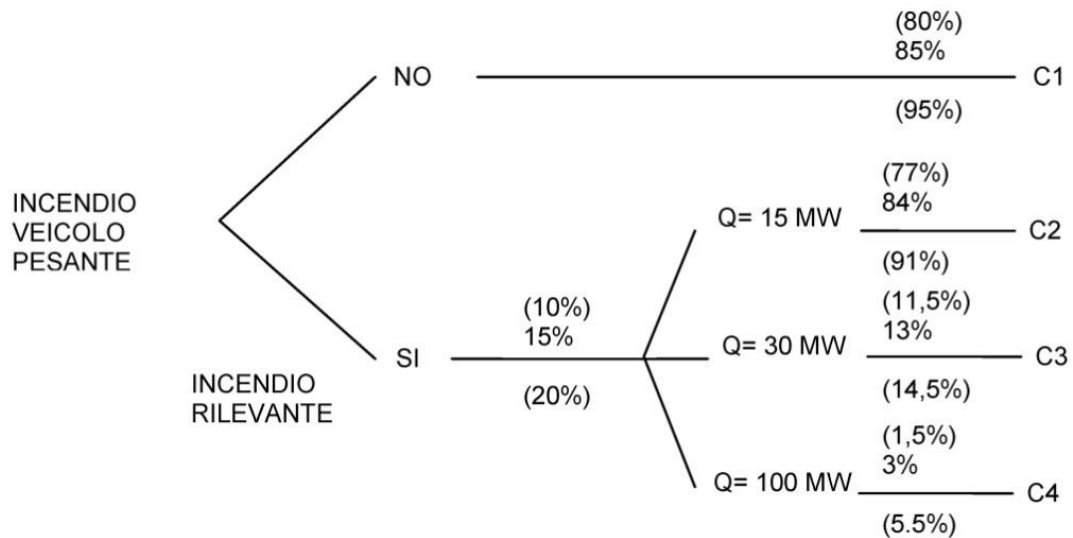 (80%)
85%
NO
C1
(95%)
(77%)
84%
INCENDIO
VEICOLO
PESANTE
Q= 15 MW
C2
(91%)
(10%)
15%
(11,5%)
13%
SI
Q= 30 MW
C3
INCENDIO
RILEVANTE
(20%)
(14,5%)
(1,5%)
3%
Q= 100 MW
C4
(5.5%)